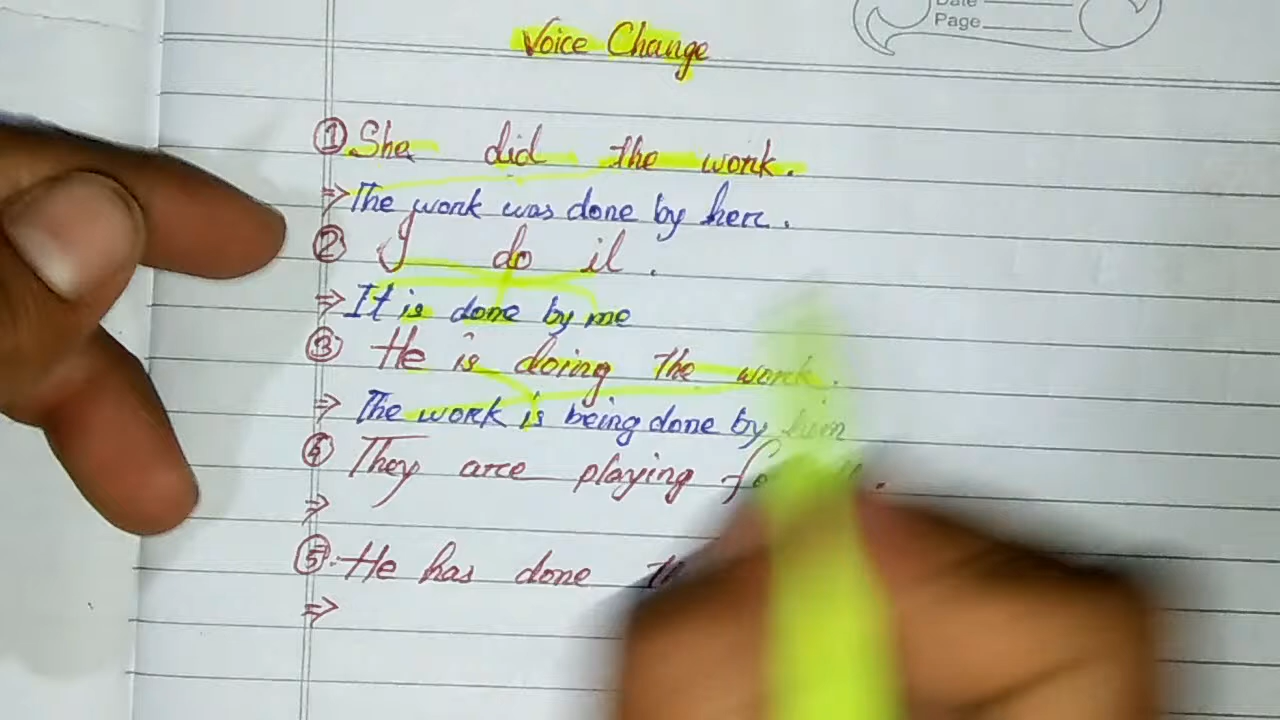 Date
Page
Voice Change
① She did the work.
⇒ The work was done by her.
② I do it.
⇒ It is done by me
③ He is doing the work.
⇒ The work is being done by him
④ They are playing
⇒
⑤ He has done
⇒